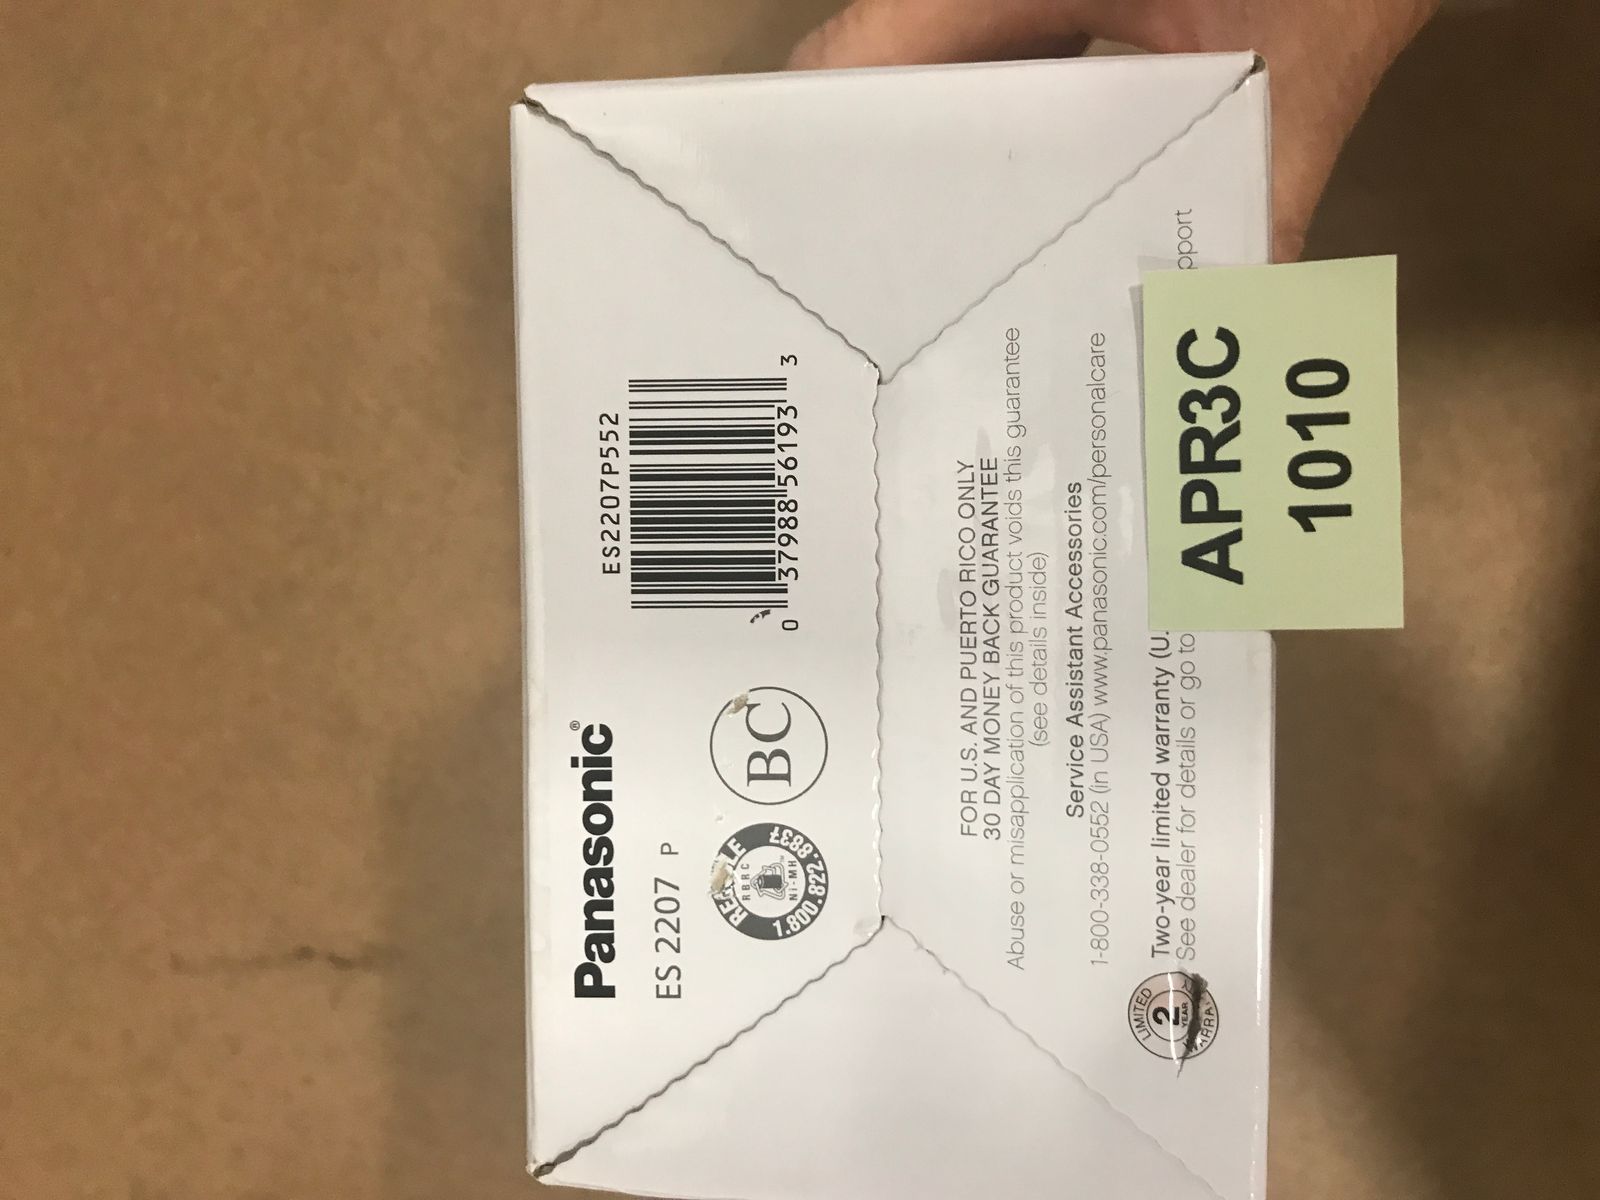 Panasonic®
ES 2207 P
ES2207P552
0 37988 56193 3
RBRC
Ni-MH
1.800.822.8837
BC
FOR U.S. AND PUERTO RICO ONLY
30 DAY MONEY BACK GUARANTEE
Abuse or misapplication of this product voids this guarantee
(see details inside)
Service Assistant Accessories
1-800-338-0552 (in USA) www.panasonic.com/personalcare
LIMITED
2
YEAR
Two-year limited warranty (U.
See dealer for details or go to
APR3C
1010